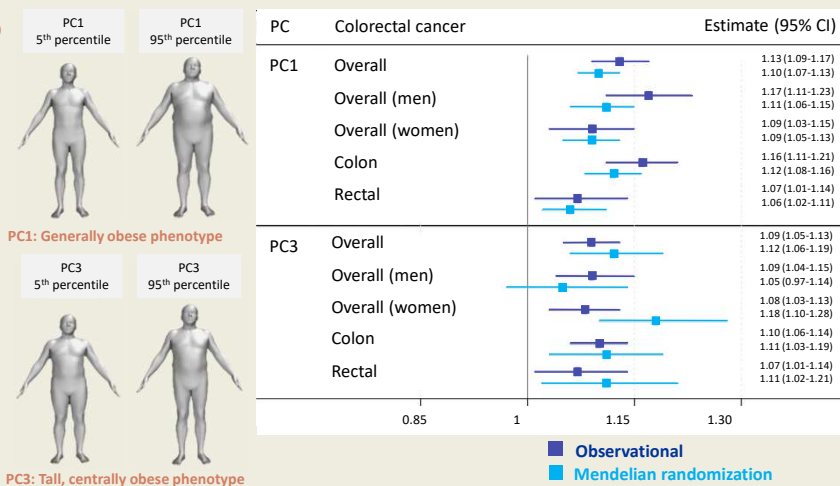 PC1
5th percentile
PC1
95th percentile
PC1: Generally obese phenotype
PC3
5th percentile
PC3
95th percentile
PC3: Tall, centrally obese phenotype
PC Colorectal cancer Estimate (95% CI)
PC1 Overall
1.13 (1.09-1.17)
1.10 (1.07-1.13)
Overall (men)
1.17 (1.11-1.23)
1.11 (1.06-1.15)
Overall (women)
1.09 (1.03-1.15)
1.09 (1.05-1.13)
Colon
1.16 (1.11-1.21)
1.12 (1.08-1.16)
Rectal
1.07 (1.01-1.14)
1.06 (1.02-1.11)
PC3 Overall
1.09 (1.05-1.13)
1.12 (1.06-1.19)
Overall (men)
1.09 (1.04-1.15)
1.05 (0.97-1.14)
Overall (women)
1.08 (1.03-1.13)
1.18 (1.10-1.28)
Colon
1.10 (1.06-1.14)
1.11 (1.03-1.19)
Rectal
1.07 (1.01-1.14)
1.11 (1.02-1.21)
0.85 1 1.15 1.30
Observational
Mendelian randomization